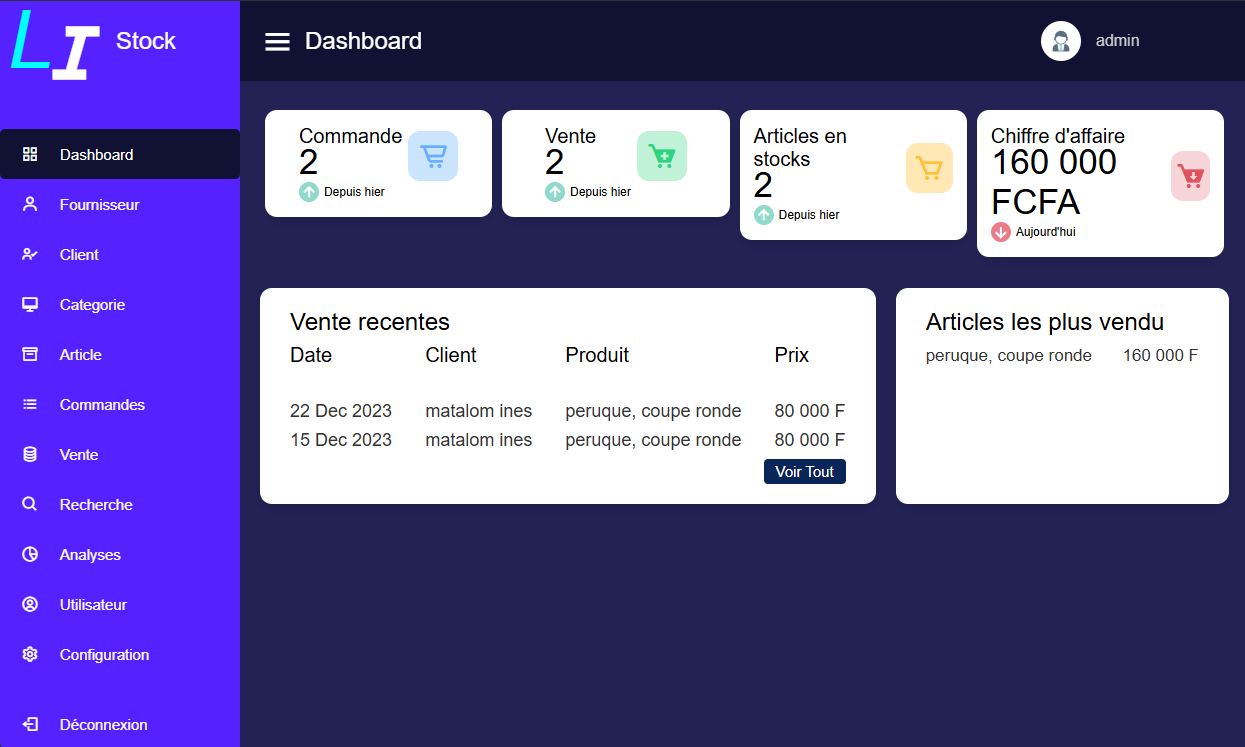 LI Stock
Dashboard
admin
Dashboard
Fournisseur
Client
Categorie
Article
Commandes
Vente
Recherche
Analyses
Utilisateur
Configuration
Déconnexion
Commande
2
Depuis hier
Vente
2
Depuis hier
Articles en
stocks
2
Depuis hier
Chiffre d'affaire
160 000
FCFA
Aujourd'hui
Vente recentes
Date Client Produit Prix
22 Dec 2023 matalom ines peruque, coupe ronde 80 000 F
15 Dec 2023 matalom ines peruque, coupe ronde 80 000 F
Voir Tout
Articles les plus vendu
peruque, coupe ronde 160 000 F